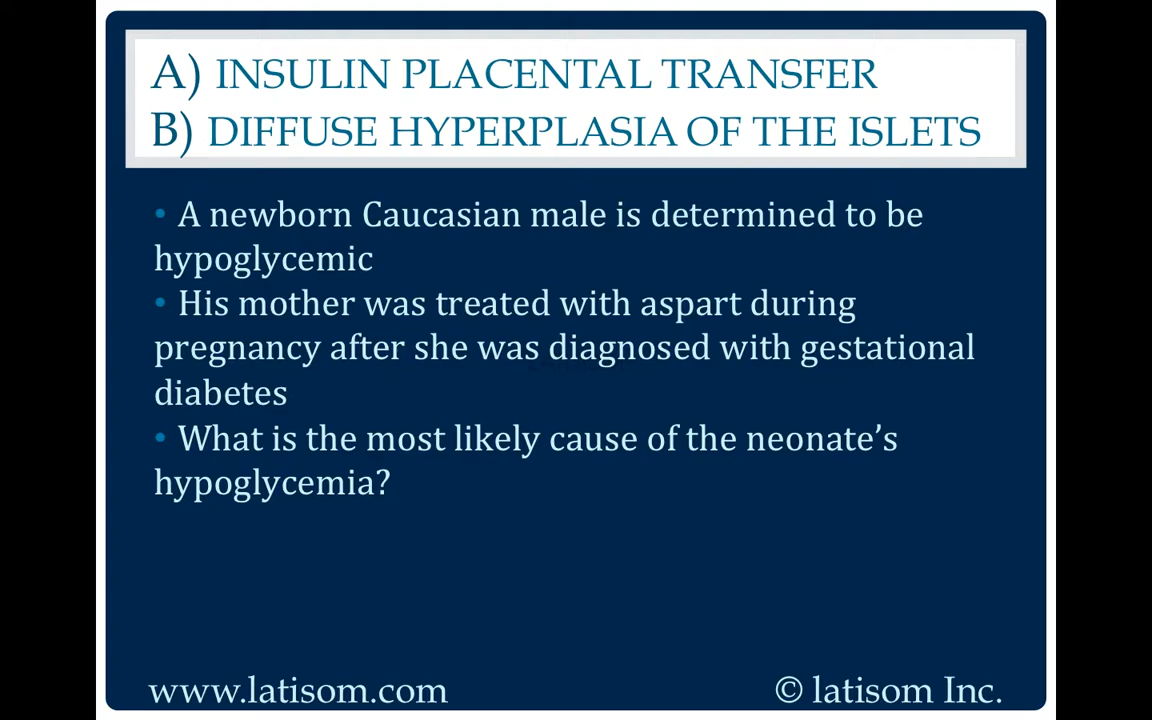 A) INSULIN PLACENTAL TRANSFER
B) DIFFUSE HYPERPLASIA OF THE ISLETS
• A newborn Caucasian male is determined to be
hypoglycemic
• His mother was treated with aspart during
pregnancy after she was diagnosed with gestational
diabetes
• What is the most likely cause of the neonate’s
hypoglycemia?
www.latisom.com
© latisom Inc.